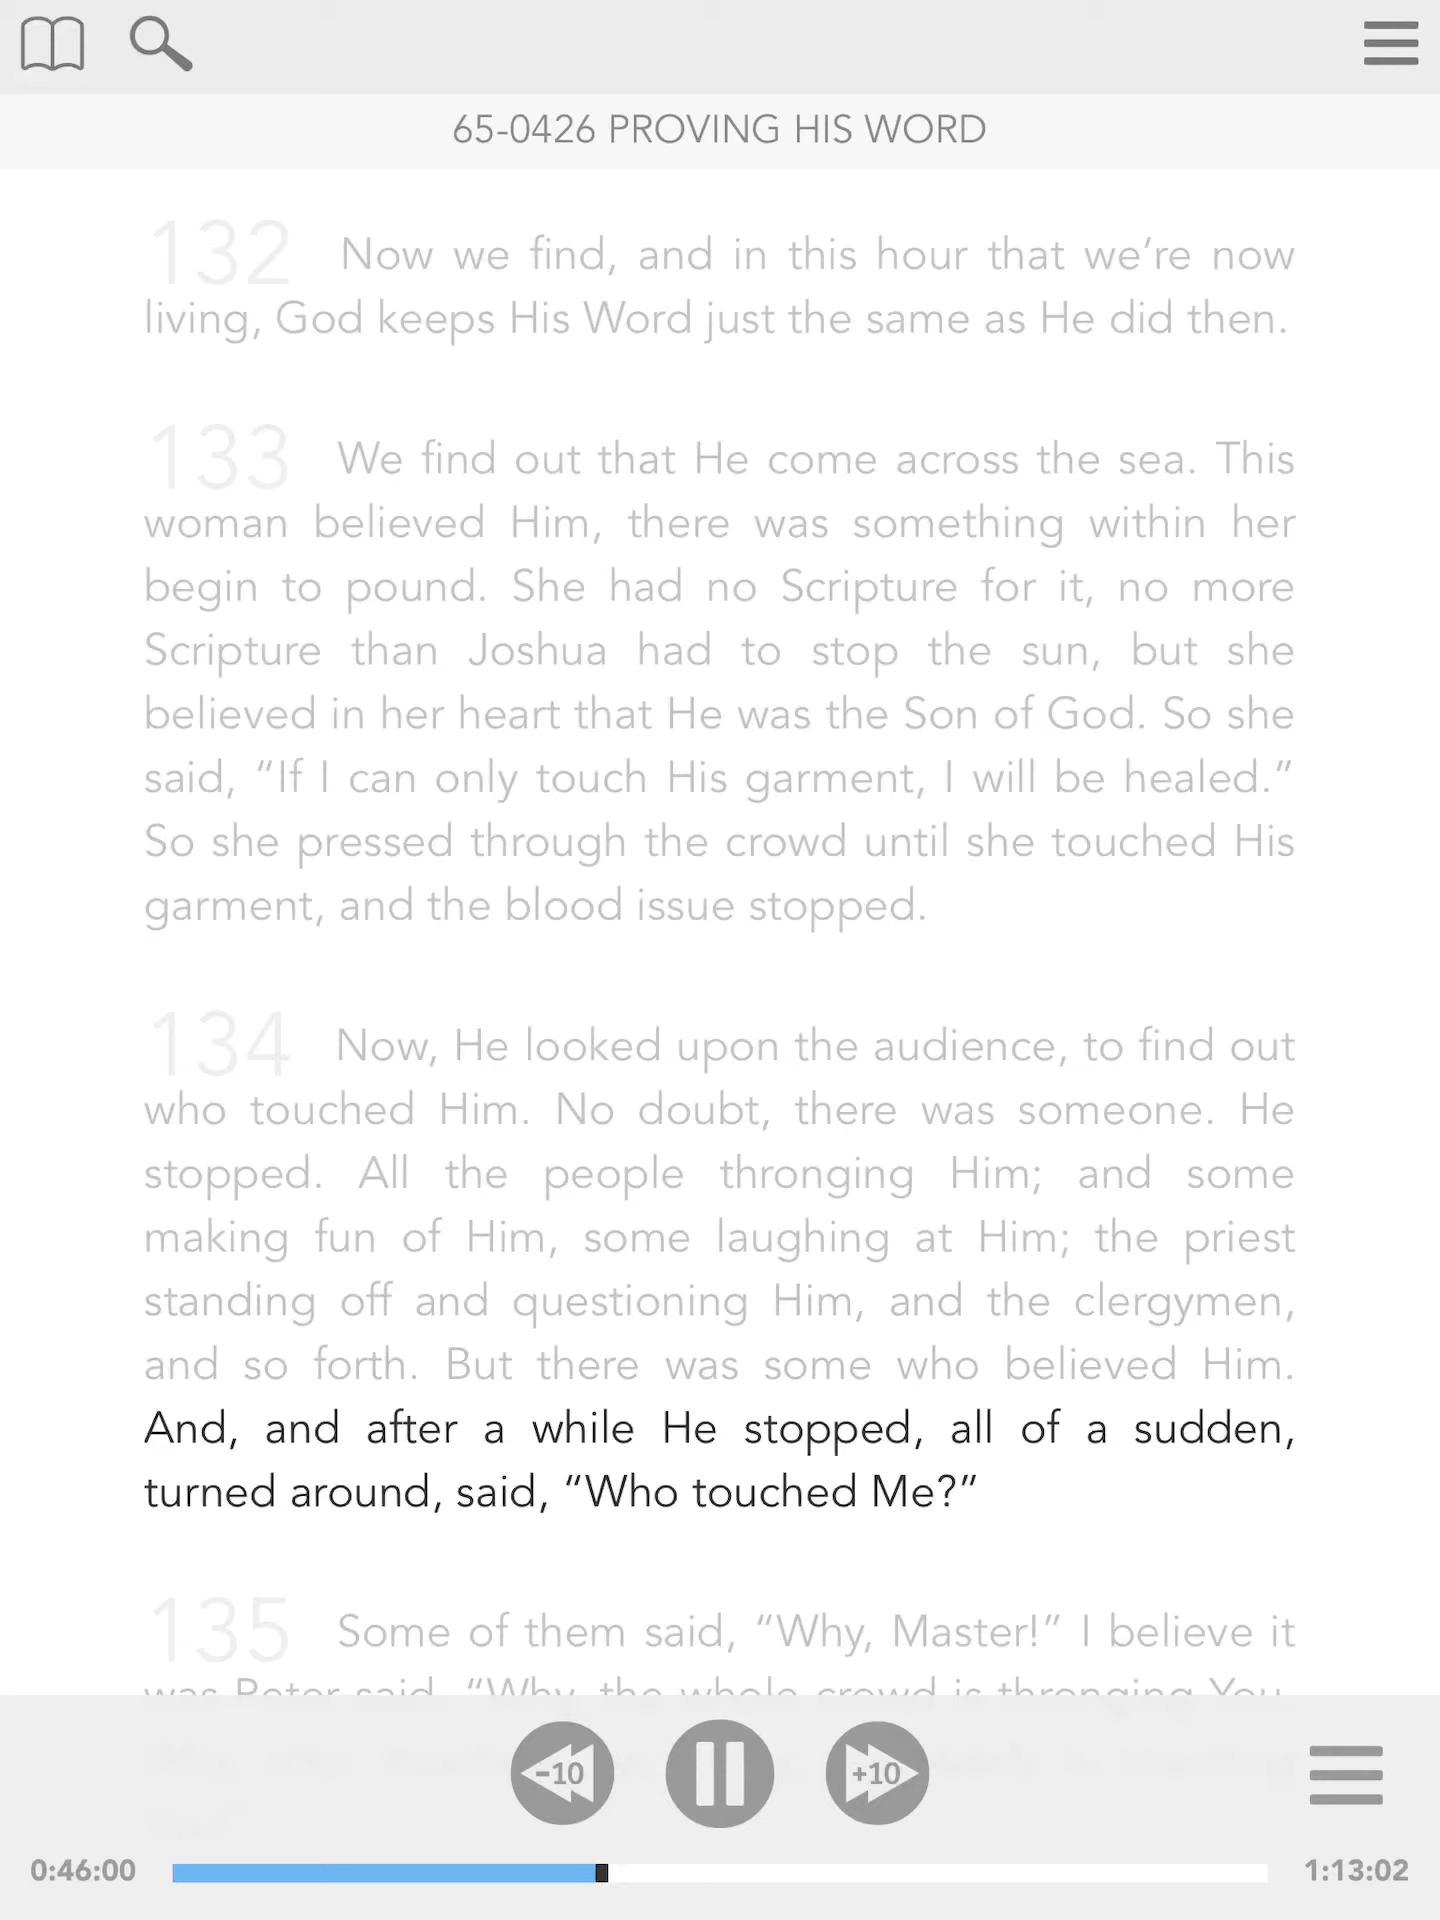 65-0426 PROVING HIS WORD
132 Now we find, and in this hour that we’re now
living, God keeps His Word just the same as He did then.
133 We find out that He come across the sea. This
woman believed Him, there was something within her
begin to pound. She had no Scripture for it, no more
Scripture than Joshua had to stop the sun, but she
believed in her heart that He was the Son of God. So she
said, “If I can only touch His garment, I will be healed.”
So she pressed through the crowd until she touched His
garment, and the blood issue stopped.
134 Now, He looked upon the audience, to find out
who touched Him. No doubt, there was someone. He
stopped. All the people thronging Him; and some
making fun of Him, some laughing at Him; the priest
standing off and questioning Him, and the clergymen,
and so forth. But there was some who believed Him.
And, and after a while He stopped, all of a sudden,
turned around, said, “Who touched Me?”
135 Some of them said, “Why, Master!” I believe it
was Peter said, “Why, the whole crowd is thronging You.
-10 +10
0:46:00 1:13:02